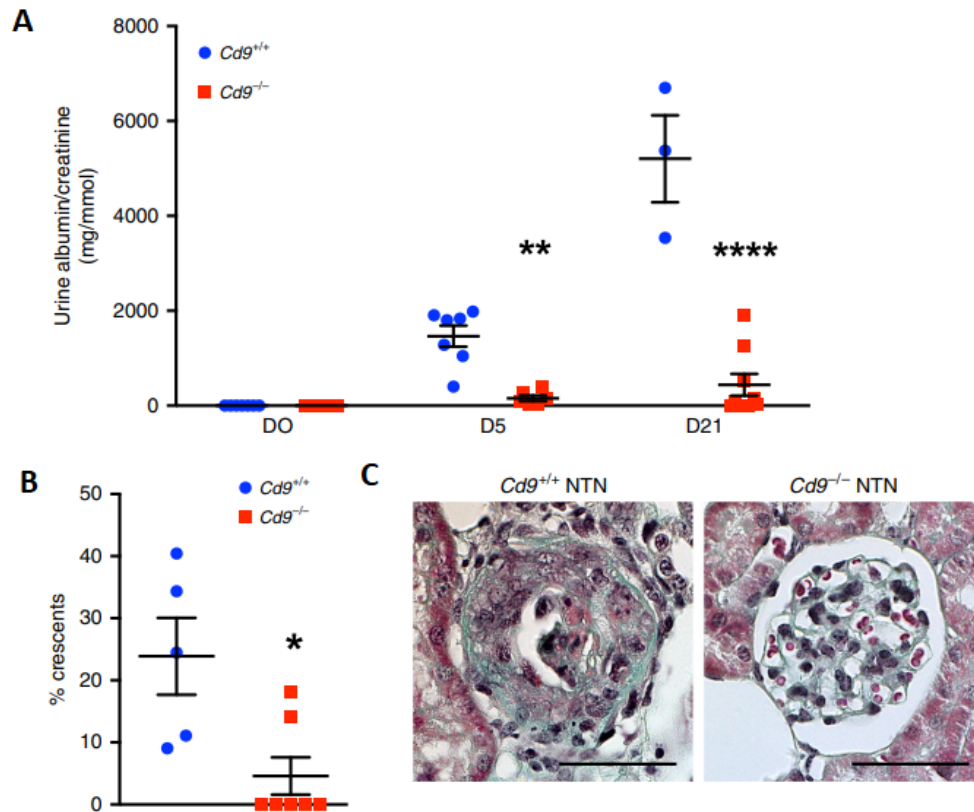 A
8000
6000
4000
2000
0
Urine albumin/creatinine
(mg/mmol)
Cd9+/+
Cd9−/−
**
****
DO
D5
D21
B
50
40
30
20
10
0
% crescents
Cd9+/+
Cd9−/−
*
C
Cd9+/+ NTN
Cd9−/− NTN